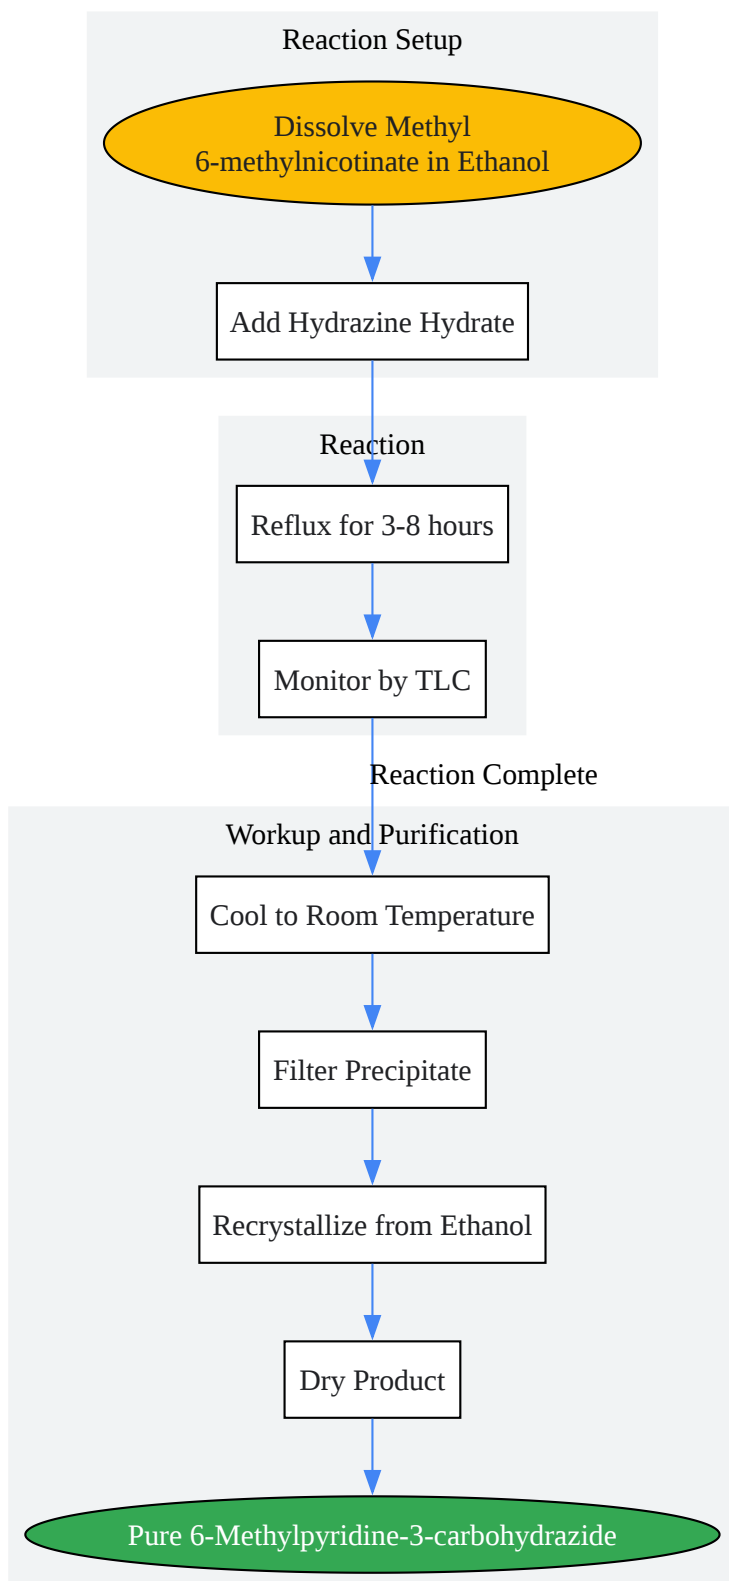 Reaction Setup
Dissolve Methyl
6-methylnicotinate in Ethanol
Add Hydrazine Hydrate
Reaction
Reflux for 3-8 hours
Monitor by TLC
Reaction Complete
Workup and Purification
Cool to Room Temperature
Filter Precipitate
Recrystallize from Ethanol
Dry Product
Pure 6-Methylpyridine-3-carbohydrazide